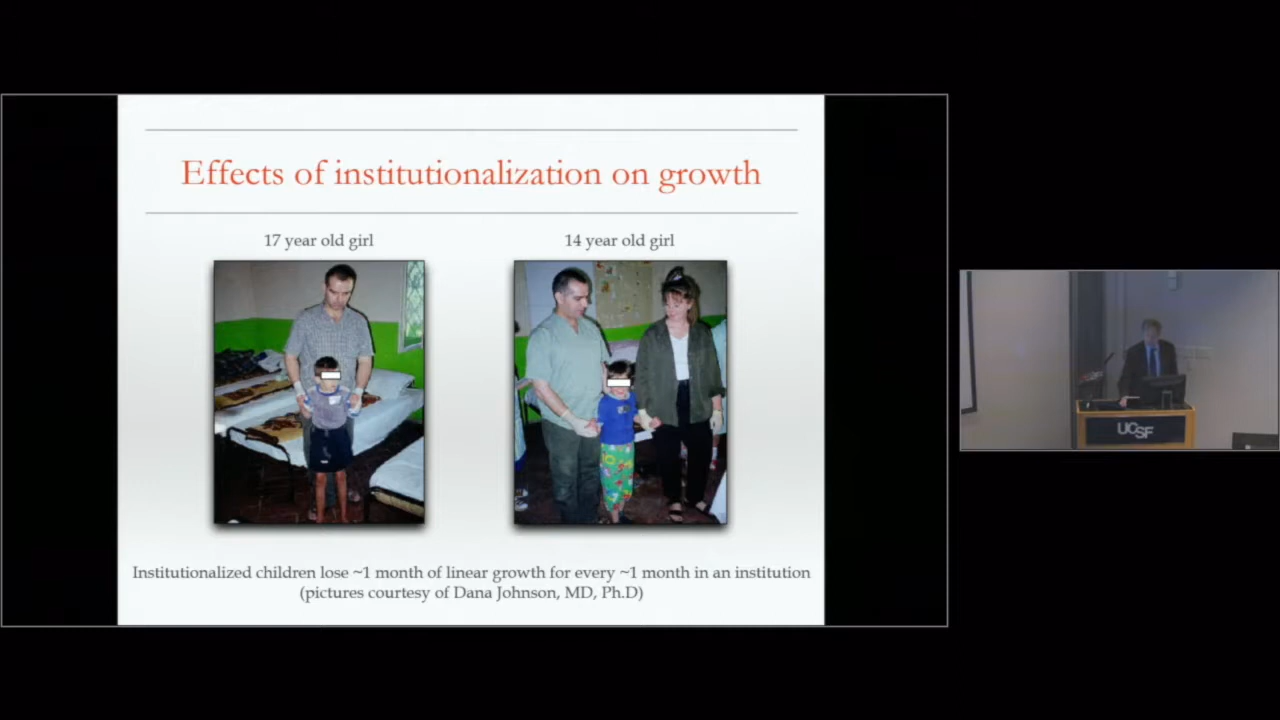 Effects of institutionalization on growth
17 year old girl
14 year old girl
Institutionalized children lose ~1 month of linear growth for every ~1 month in an institution
(pictures courtesy of Dana Johnson, MD, Ph.D)
UCSF